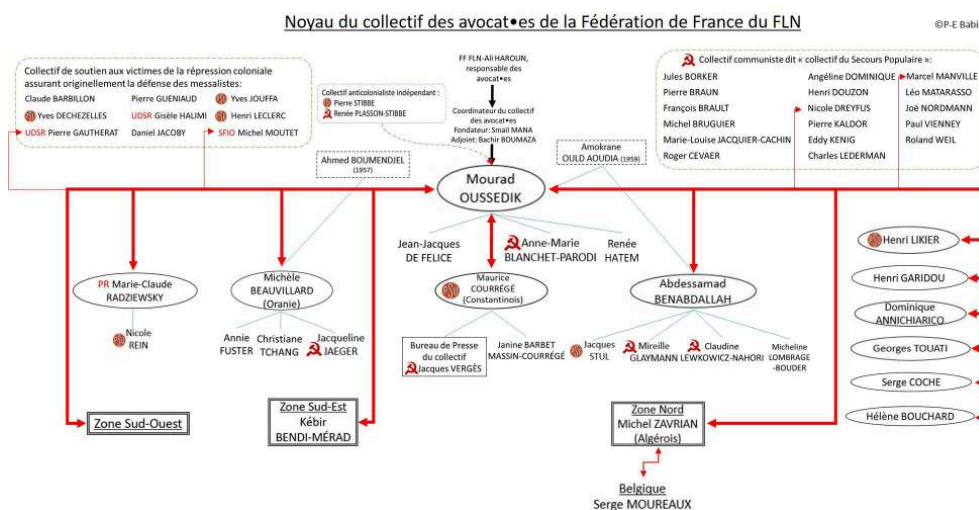 Noyau du collectif des avocat•es de la Fédération de France du FLN
©P-E Babin
Collectif de soutien aux victimes de la répression coloniale
assurant originellement la défense des messalistes:
Claude BARBILLON
Pierre GUENIAUD
Yves JOUFFA
Yves DECHEZELLES
UDSR Gisèle HALIMI
Henri LECLERC
UDSR Pierre GAUTHERAT
Daniel JACOBY
SFIO Michel MOUTET
Collectif anticolonialiste indépendant :
Pierre STIBBE
Renée PLASSON-STIBBE
FF FLN-Ali HAROUN,
responsable des
avocat•es
Coordinateur du collectif
des avocat•es
Fondateur: Smaïl MANA
Adjoint: Bachir BOUMAZA
Collectif communiste dit « collectif du Secours Populaire »:
Jules BORKER
Angéline DOMINIQUE
Marcel MANVILLE
Pierre BRAUN
Henri DOUZON
Léo MATARASSO
François BRAULT
Nicole DREYFUS
Joë NORDMANN
Michel BRUGUIER
Pierre KALDOR
Paul VIENNEY
Marie-Louise JACQUIER-CACHIN
Eddy KENIG
Roland WEIL
Roger CEVAER
Charles LEDERMAN
Ahmed BOUMENDJEL
(1957)
Amokrane
OULD AOUDIA (1959)
Mourad
OUSSEDIK
Jean-Jacques
DE FELICE
Anne-Marie
BLANCHET-PARODI
Renée
HATEM
PR Marie-Claude
RADZIEWSKY
Nicole
REIN
Michèle
BEAUVILLARD
(Oranie)
Annie
FUSTER
Christiane
TCHANG
Jacqueline
JAEGER
Maurice
COURRÉGÉ
(Constantinois)
Bureau de Presse
du collectif
Jacques VERGÈS
Janine BARBET
MASSIN-COURRÉGÉ
Abdessamad
BENABDALLAH
Jacques
STUL
Mireille
GLAYMANN
Claudine
LEWKOWICZ-NAHORI
Micheline
LOMBRAGE
-BOUDER
Henri LIKIER
Henri GARIDOU
Dominique
ANNICHIARICO
Georges TOUATI
Serge COCHE
Hélène BOUCHARD
Zone Sud-Ouest
Zone Sud-Est
Kébir
BENDI-MÉRAD
Zone Nord
Michel ZAVRIAN
(Algérois)
Belgique
Serge MOUREAUX